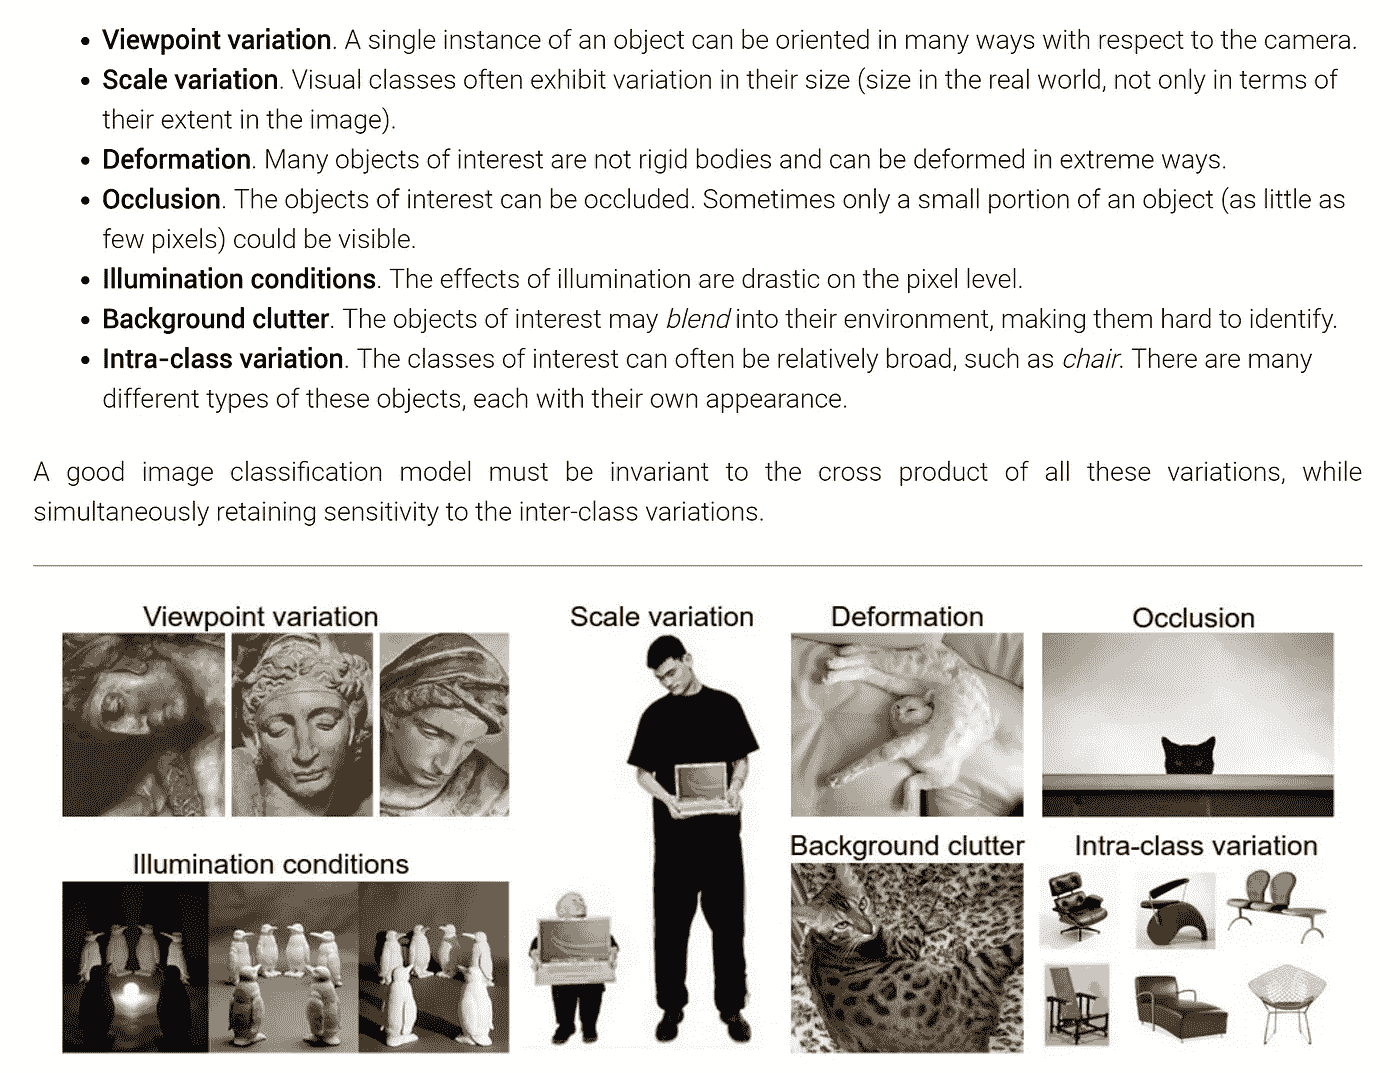 • Viewpoint variation. A single instance of an object can be oriented in many ways with respect to the camera.
• Scale variation. Visual classes often exhibit variation in their size (size in the real world, not only in terms of
their extent in the image).
• Deformation. Many objects of interest are not rigid bodies and can be deformed in extreme ways.
• Occlusion. The objects of interest can be occluded. Sometimes only a small portion of an object (as little as
few pixels) could be visible.
• Illumination conditions. The effects of illumination are drastic on the pixel level.
• Background clutter. The objects of interest may blend into their environment, making them hard to identify.
• Intra-class variation. The classes of interest can often be relatively broad, such as chair. There are many
different types of these objects, each with their own appearance.
A good image classification model must be invariant to the cross product of all these variations, while
simultaneously retaining sensitivity to the inter-class variations.
Viewpoint variation
Scale variation
Deformation
Occlusion
Illumination conditions
Background clutter
Intra-class variation